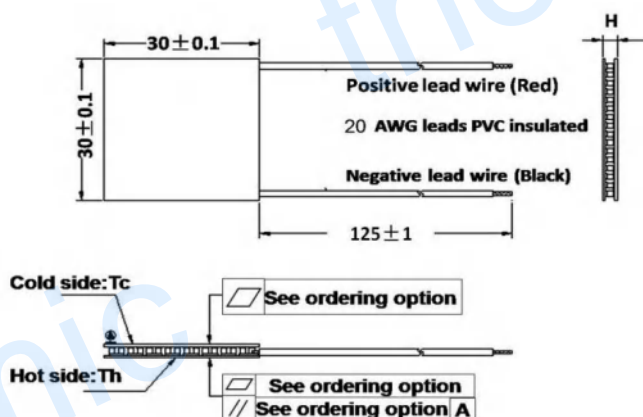 H
30±0.1
Positive lead wire (Red)
30±0.1
20 AWG leads PVC insulated
Negative lead wire (Black)
125±1
Cold side:Tc
See ordering option
Hot side:Th
See ordering option
// See ordering option A